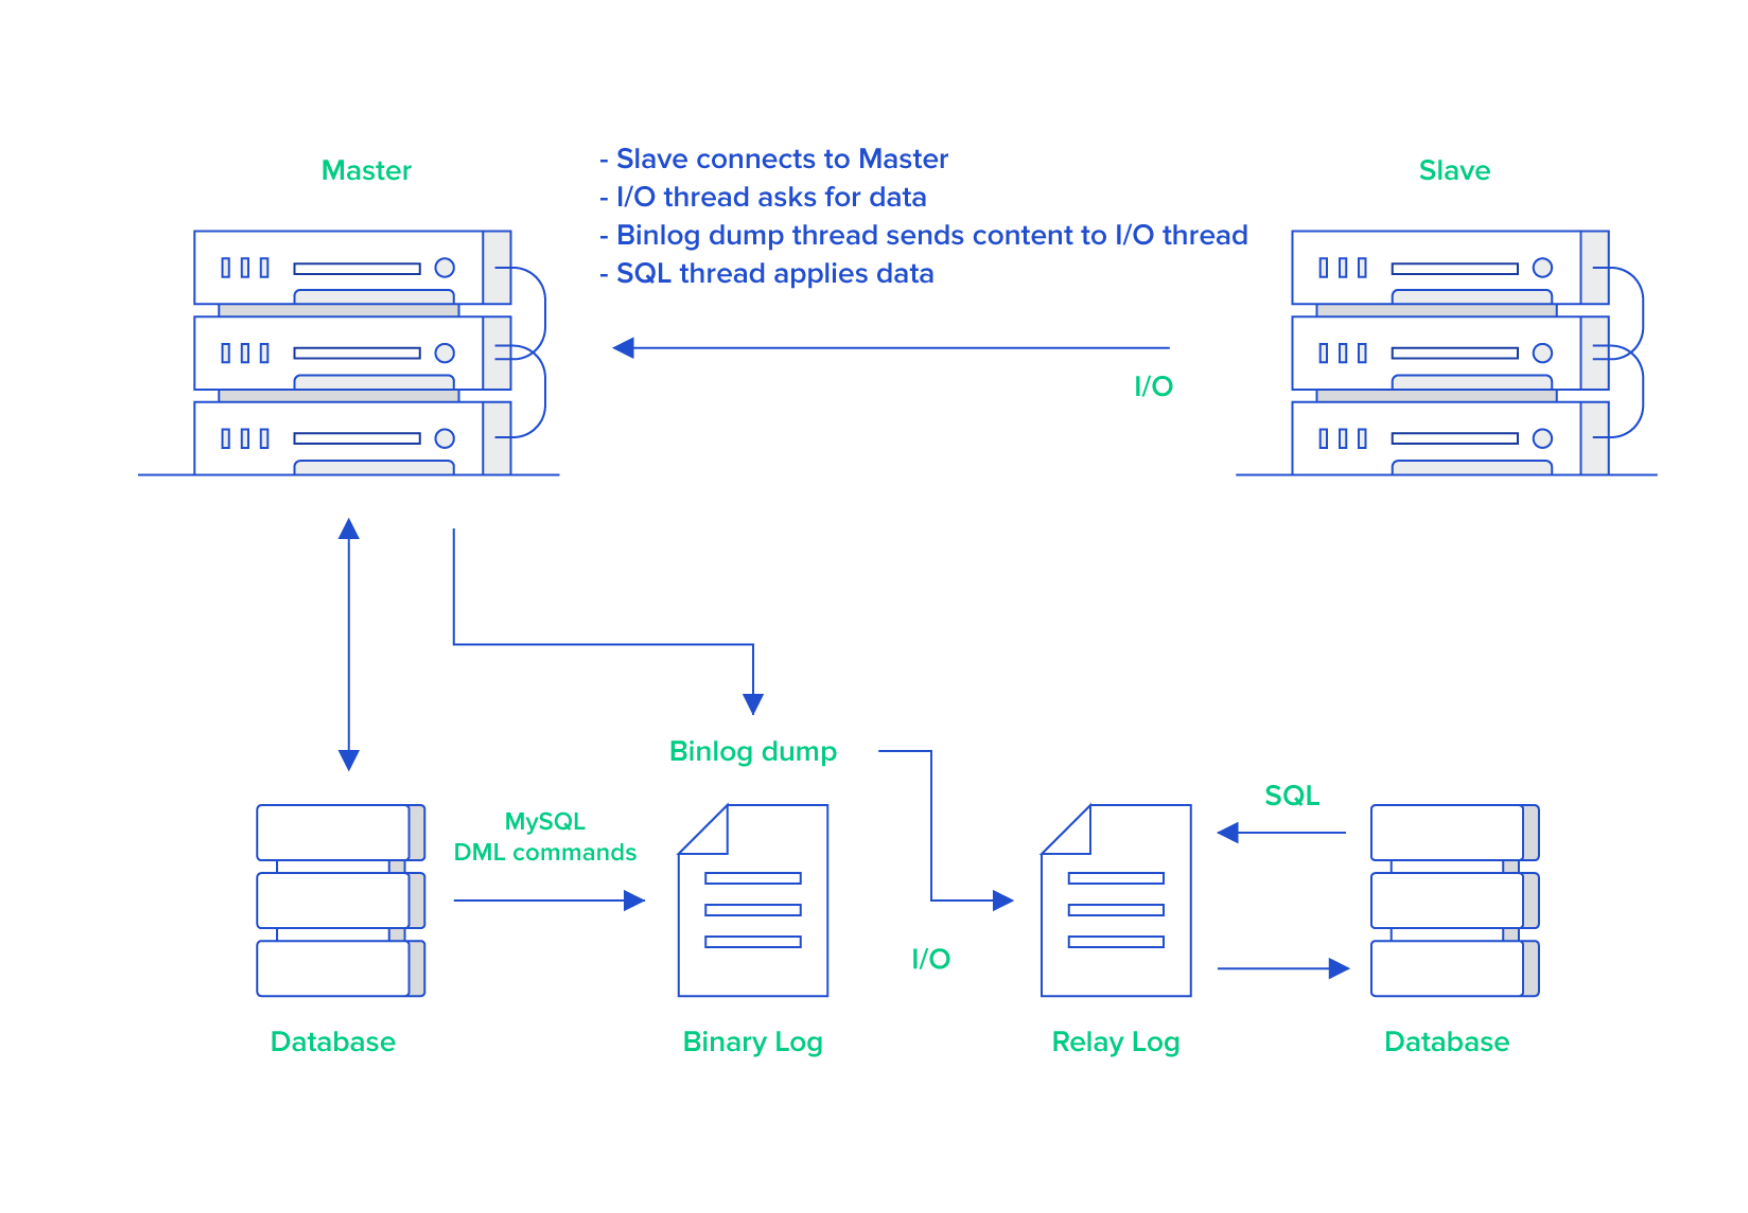 Master
- Slave connects to Master
- I/O thread asks for data
- Binlog dump thread sends content to I/O thread
- SQL thread applies data
Slave
I/O
Binlog dump
MySQL
DML commands
I/O
SQL
Database
Binary Log
Relay Log
Database